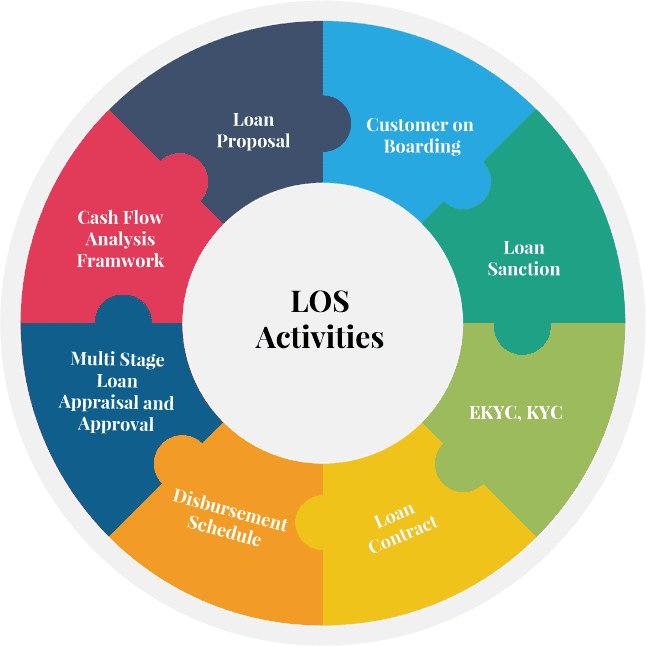 Loan
Proposal
Customer on
Boarding
Cash Flow
Analysis
Framwork
Loan
Sanction
LOS
Activities
Multi Stage
Loan
Appraisal and
Approval
EKYC, KYC
Disbursement
Schedule
Loan
Contract